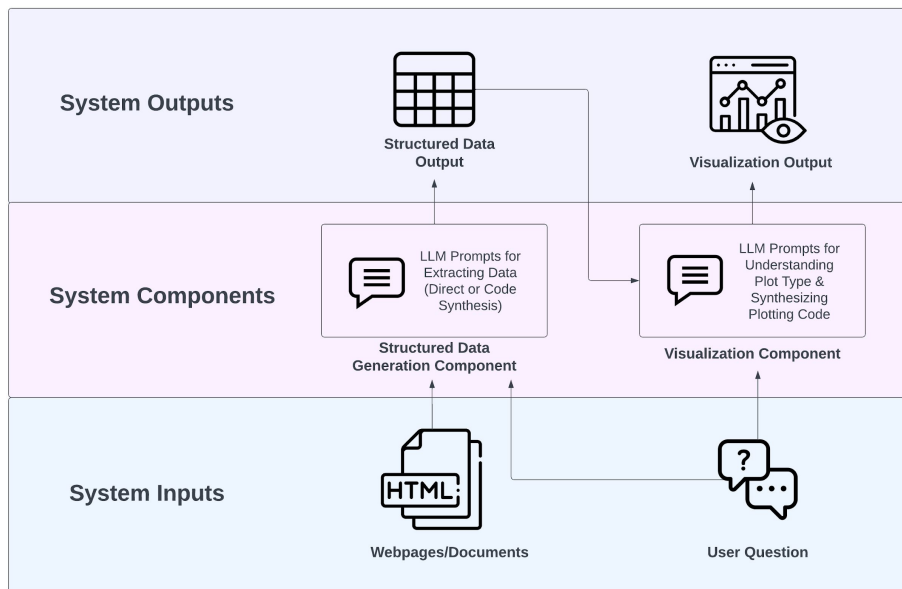 System Outputs
Structured Data
Output
Visualization Output
System Components
LLM Prompts for
Extracting Data
(Direct or Code
Synthesis)
Structured Data
Generation Component
LLM Prompts for
Understanding
Plot Type &
Synthesizing
Plotting Code
Visualization Component
System Inputs
HTML
Webpages/Documents
?
User Question